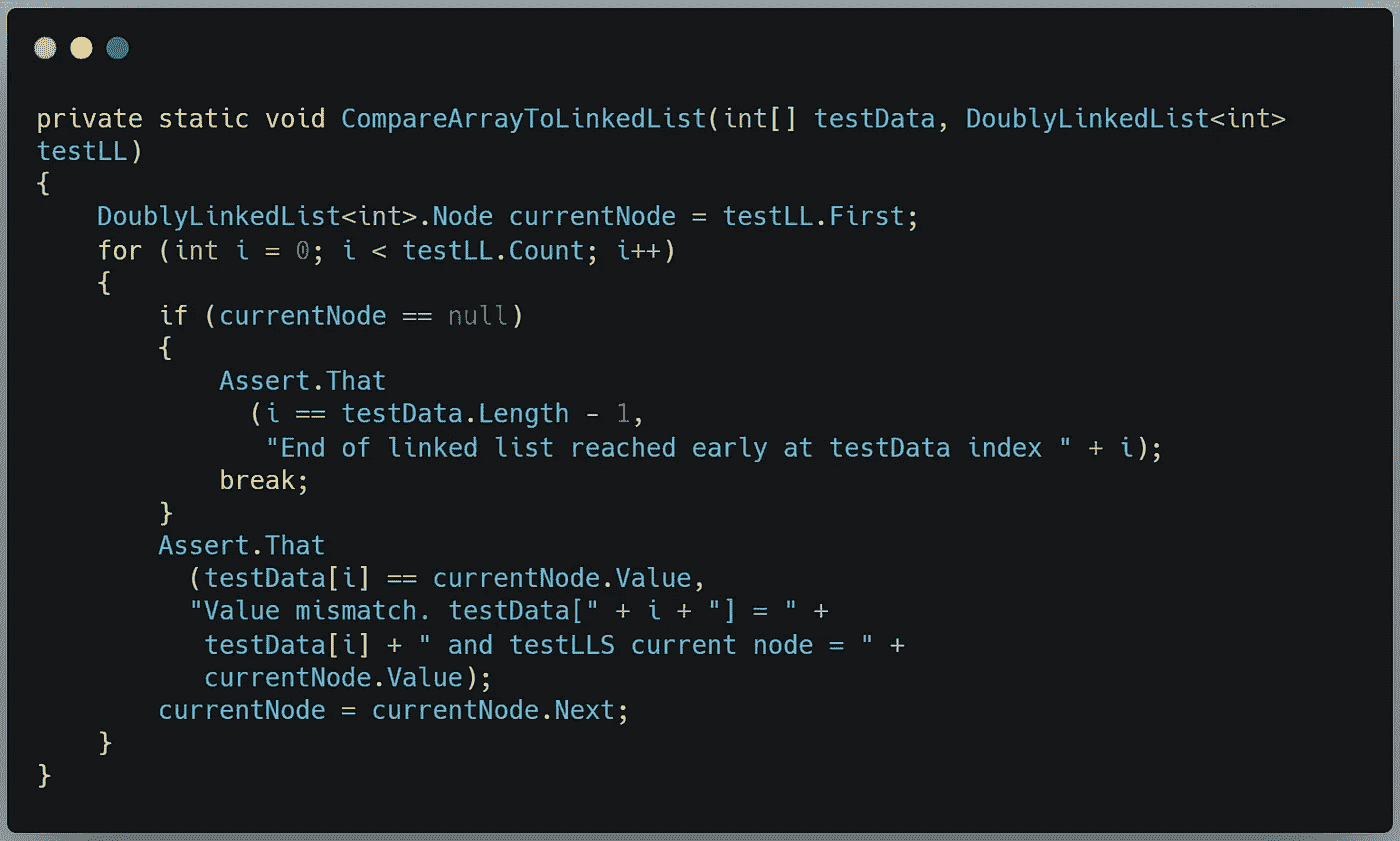 private static void CompareArrayToLinkedList(int[] testData, DoublyLinkedList<int>
testLL)
{
    DoublyLinkedList<int>.Node currentNode = testLL.First;
    for (int i = 0; i < testLL.Count; i++)
    {
        if (currentNode == null)
        {
            Assert.That
              (i == testData.Length - 1,
               "End of linked list reached early at testData index " + i);
            break;
        }
        Assert.That
          (testData[i] == currentNode.Value,
          "Value mismatch. testData[" + i + "] = " +
           testData[i] + " and testLLS current node = " +
           currentNode.Value);
        currentNode = currentNode.Next;
    }
}